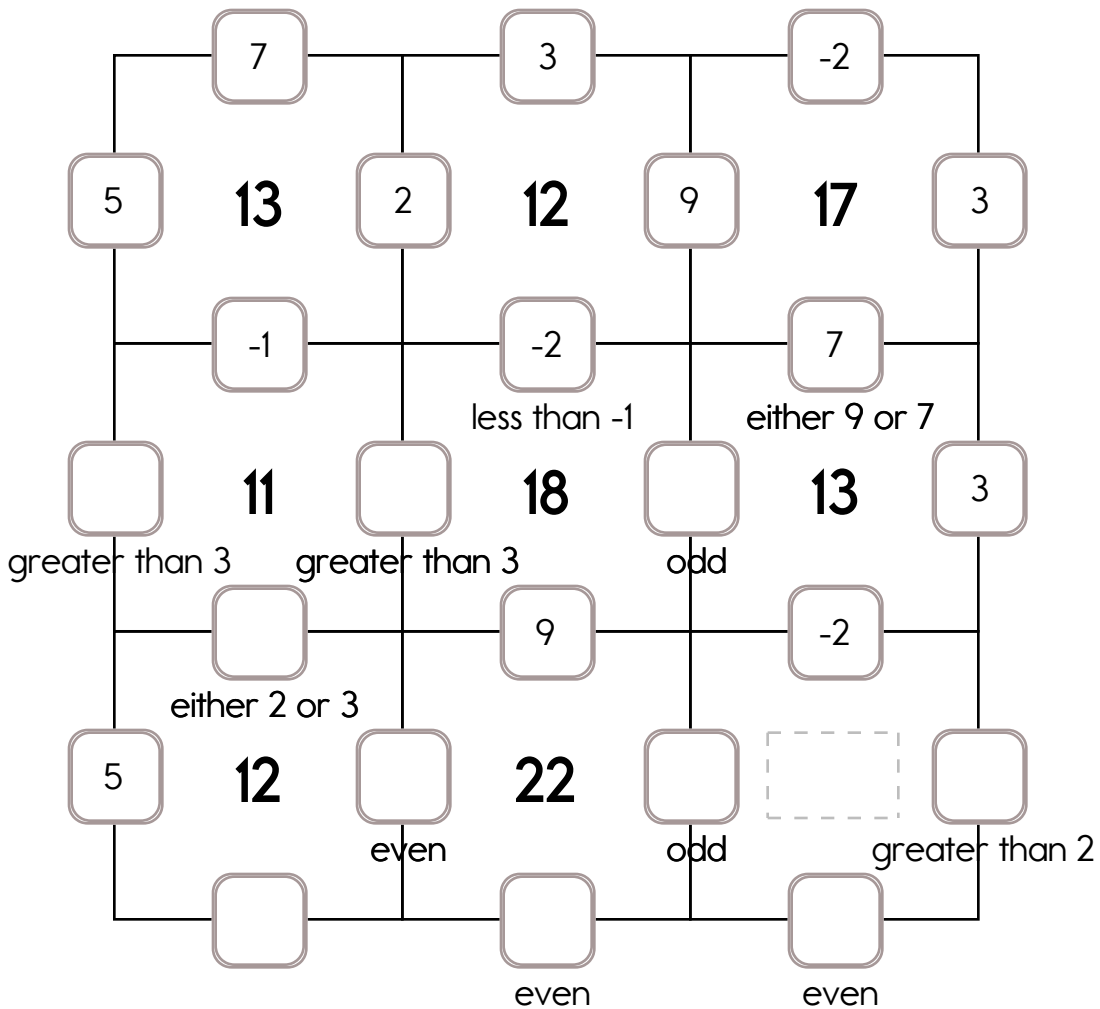 7 3 -2
5 13 2 12 9 17 3
-1 -2 7
less than -1 either 9 or 7
11 18 13 3
greater than 3 greater than 3 odd
9 -2
either 2 or 3
5 12 22
even odd greater than 2
even even